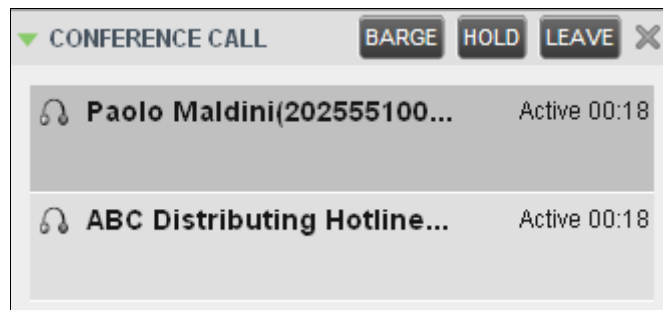 CONFERENCE CALL BARGE HOLD LEAVE
Paolo Maldini(202555100... Active 00:18
ABC Distributing Hotline... Active 00:18